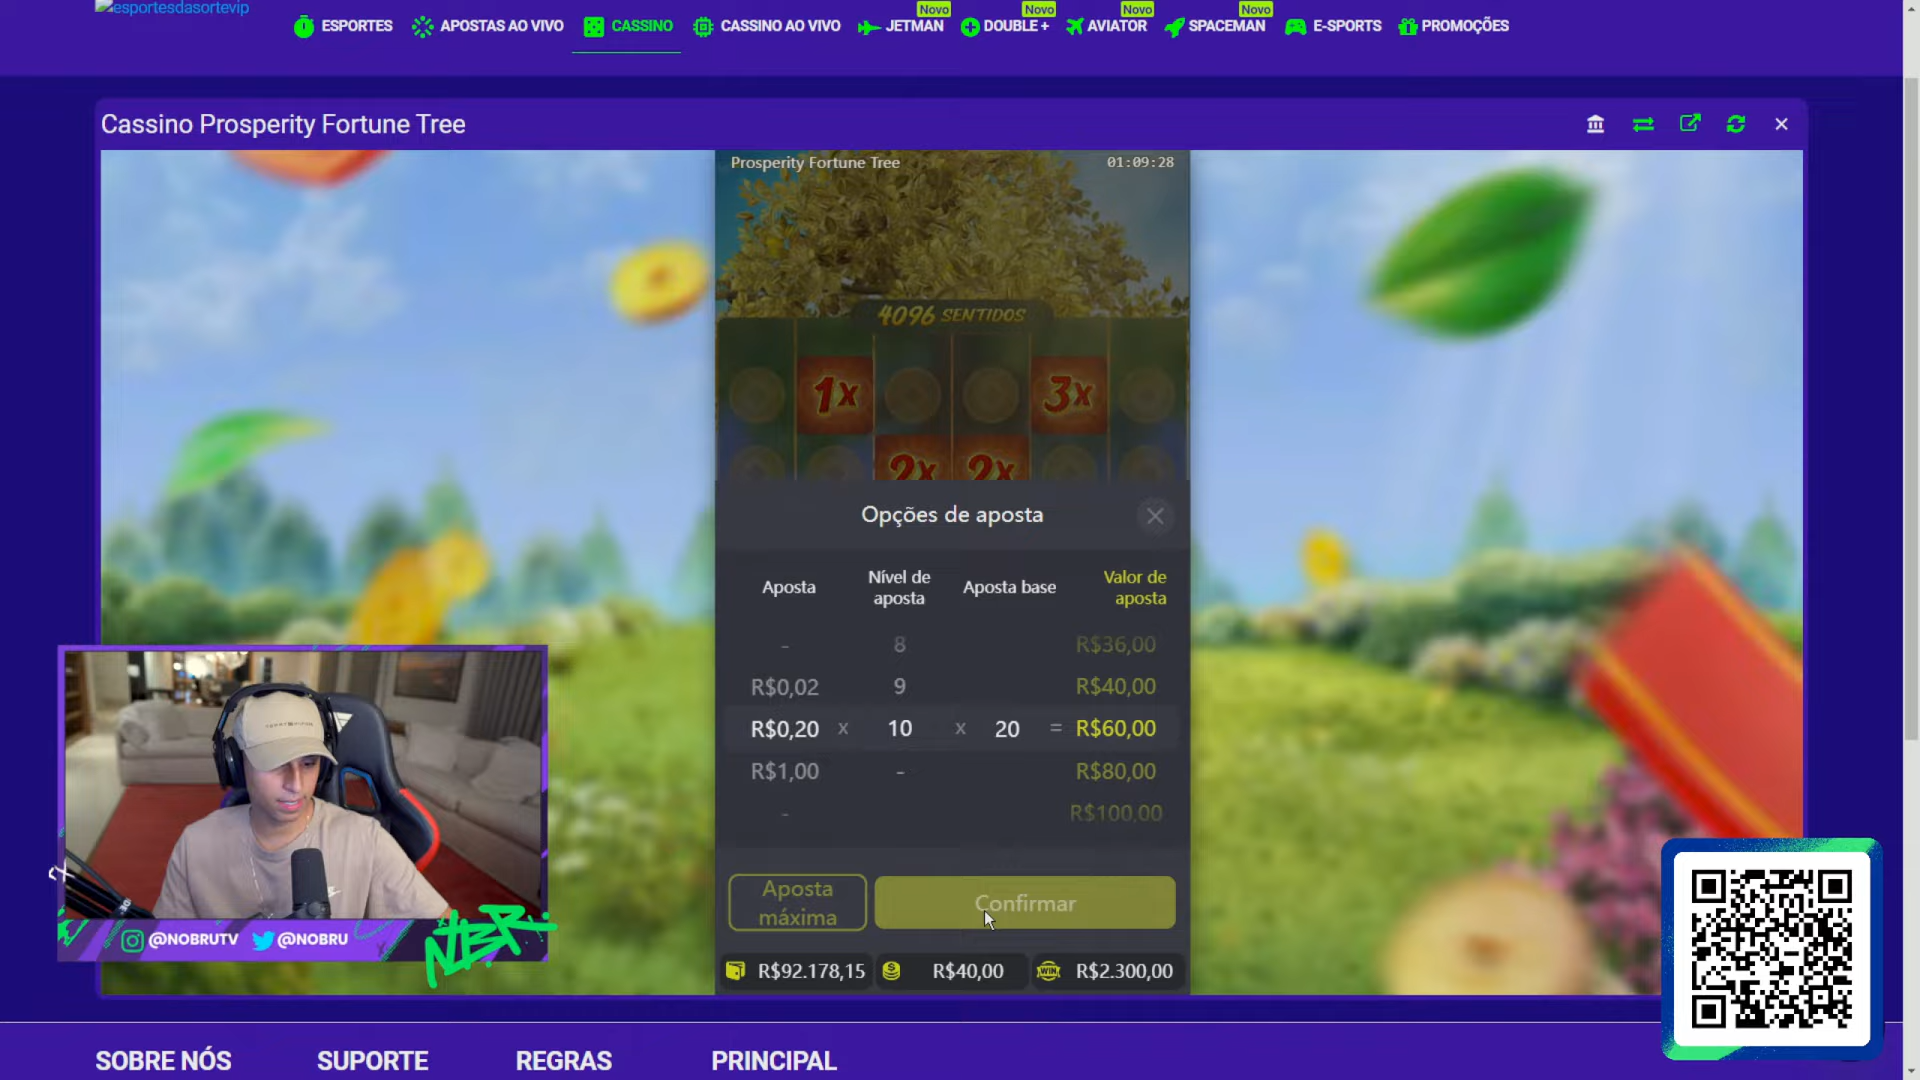 esportesdasortevip
ESPORTES
APOSTAS AO VIVO
CASSINO
CASSINO AO VIVO
JETMAN
Novo
DOUBLE +
Novo
AVIATOR
Novo
SPACEMAN
Novo
E-SPORTS
PROMOÇÕES
Cassino Prosperity Fortune Tree
Prosperity Fortune Tree
01:09:28
4096 SENTIDOS
1x
3x
2x
2x
Opções de aposta
Aposta
Nível de
aposta
Aposta base
Valor de
aposta
- 8 R$36,00
R$0,02 9 R$40,00
R$0,20 x 10 x 20 = R$60,00
R$1,00 - R$80,00
- R$100,00
Aposta
máxima
Confirmar
R$92.178,15
R$40,00
WIN
R$2.300,00
@NOBRUTV
@NOBRU
NBR
SOBRE NÓS
SUPORTE
REGRAS
PRINCIPAL